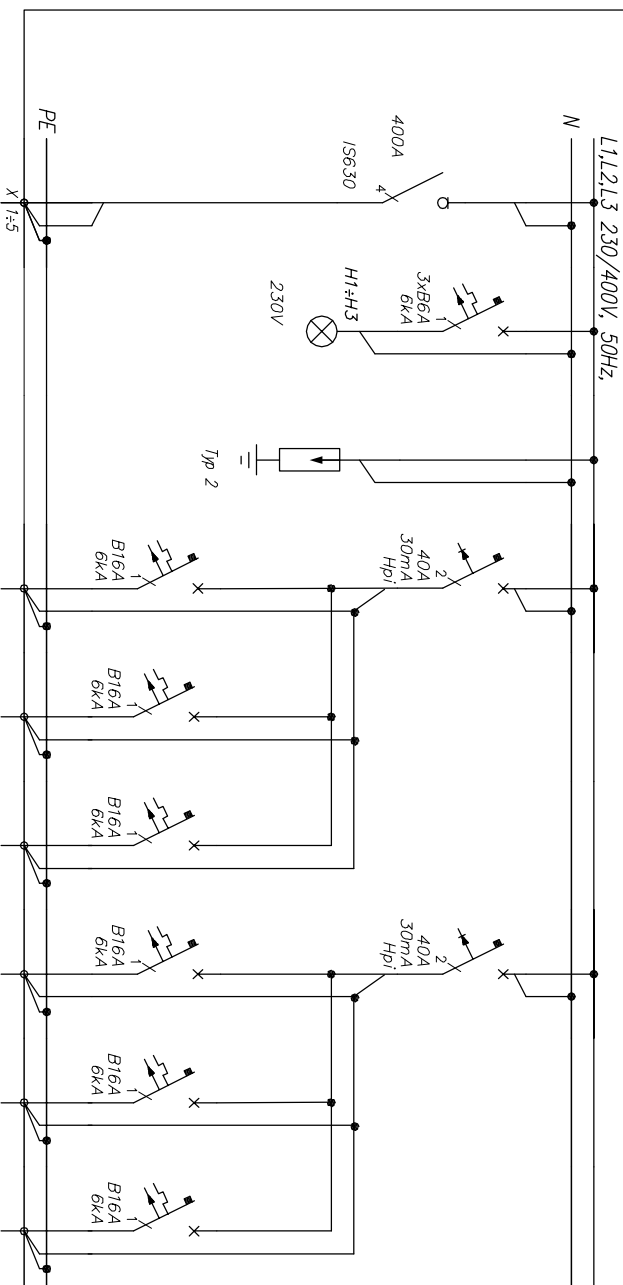 L1,L2,L3 230/400V, 50Hz,
N
400A
IS630
4
3xB6A
6kA
1
H1÷H3
230V
Typ 2
40A
30mA
Hpi
2
B16A
6kA
1
B16A
6kA
1
B16A
6kA
1
40A
30mA
Hpi
2
B16A
6kA
1
B16A
6kA
1
B16A
6kA
1
PE
X 1÷5